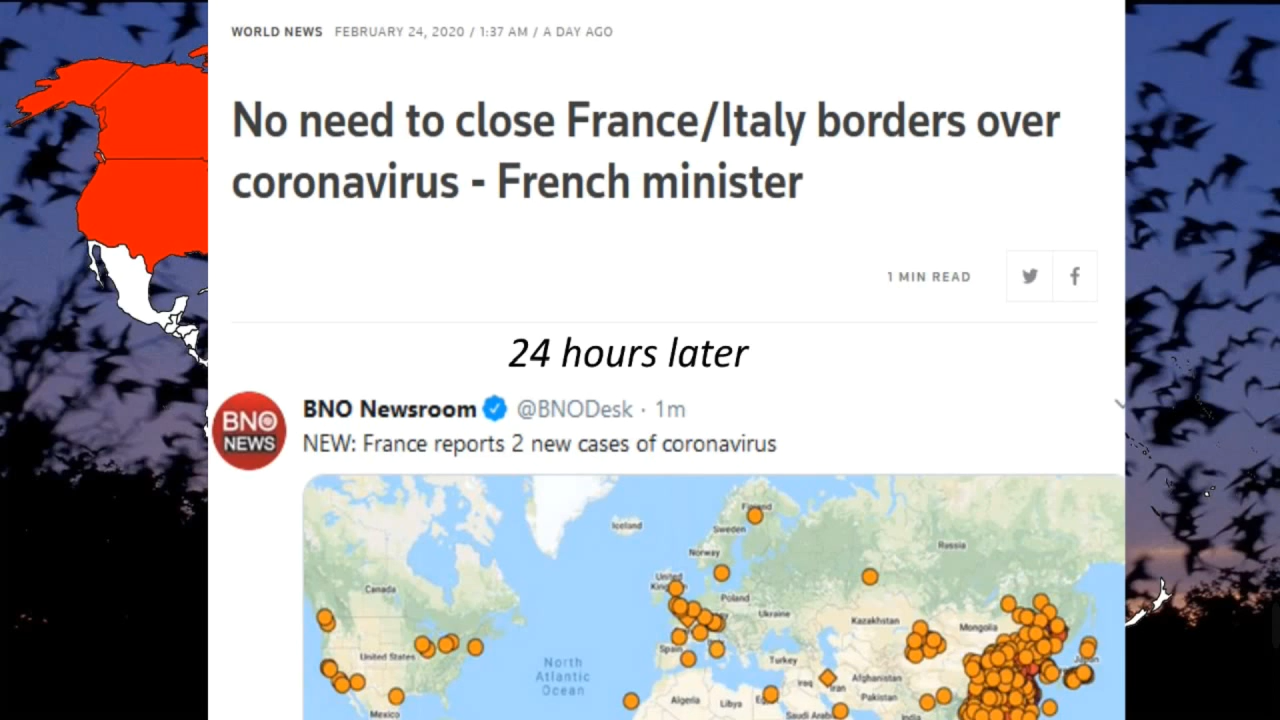 WORLD NEWS FEBRUARY 24, 2020 / 1:37 AM / A DAY AGO
No need to close France/Italy borders over
coronavirus - French minister
1 MIN READ
24 hours later
BNO Newsroom @BNODesk · 1m
BNO
NEWS
NEW: France reports 2 new cases of coronavirus
Finland
Iceland
Sweden
Russia
Norway
Canada
United
Poland
Ukraine
Kazakhstan
Mongolia
United States
Spain
Turkey
North
Atlantic
Ocean
Iraq
Iran
Afghanistan
Japan
Algeria
Libya
Pakistan
Mexico
Saudi Arabi
India